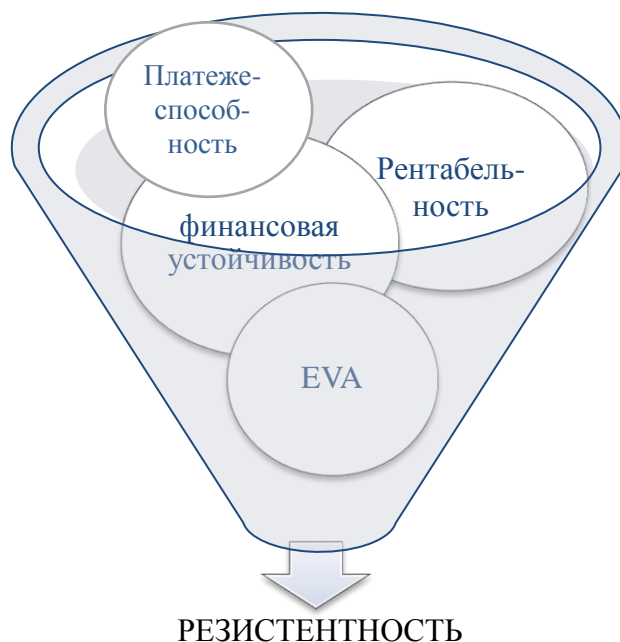 Платеже-
способ-
ность
Рентабель-
ность
финансовая
устойчивость
EVA
РЕЗИСТЕНТНОСТЬ